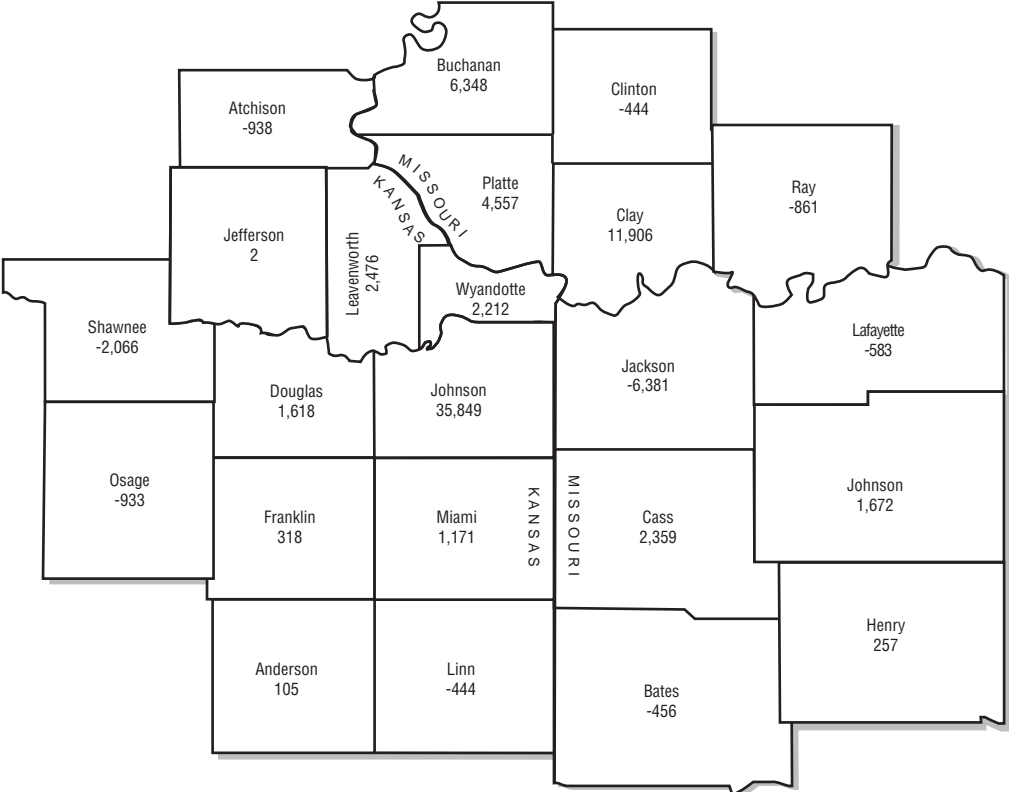 Buchanan
6,348
Clinton
-444
Atchison
-938
MISSOURI
KANSAS
Platte
4,557
Ray
-861
Clay
11,906
Jefferson
2
Leavenworth
2,476
Wyandotte
2,212
Shawnee
-2,066
Lafayette
-583
Jackson
-6,381
Douglas
1,618
Johnson
35,849
Osage
-933
Johnson
1,672
Franklin
318
Miami
1,171
KANSAS
MISSOURI
Cass
2,359
Henry
257
Anderson
105
Linn
-444
Bates
-456